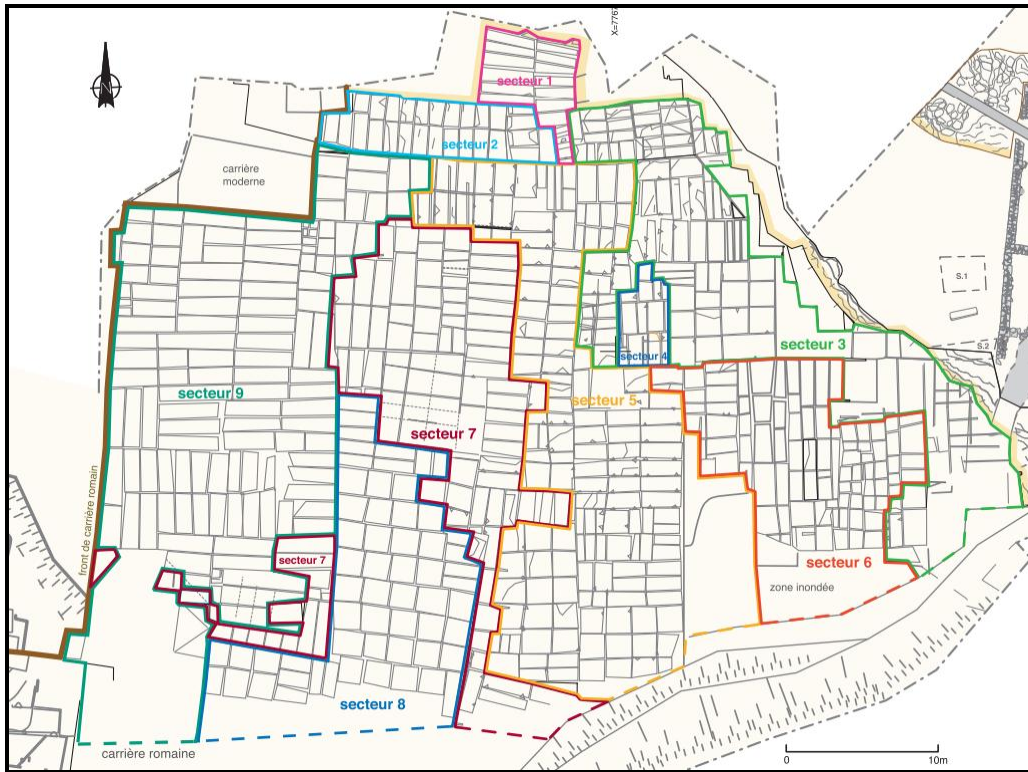 X=7767
secteur 1
secteur 2
carrière
moderne
S.1
secteur 3
S.2
secteur 4
secteur 9
secteur 5
secteur 7
front de carrière romain
secteur 7
secteur 6
zone inondée
secteur 8
carrière romaine
0
10m